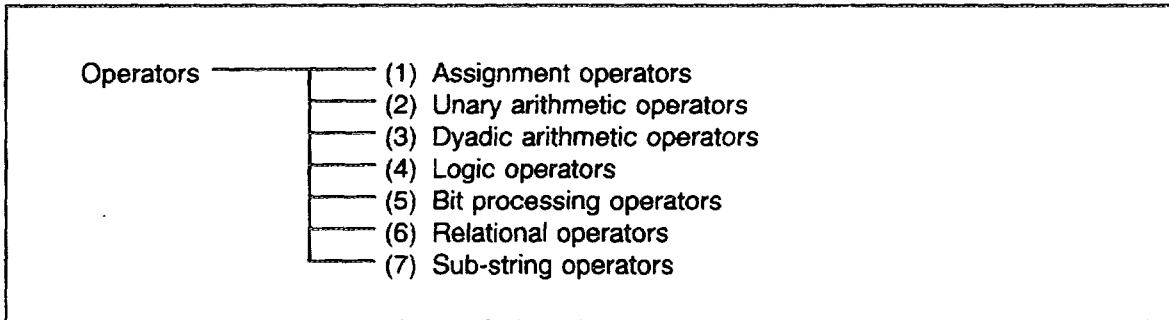 Operators
(1) Assignment operators
(2) Unary arithmetic operators
(3) Dyadic arithmetic operators
(4) Logic operators
(5) Bit processing operators
(6) Relational operators
(7) Sub-string operators